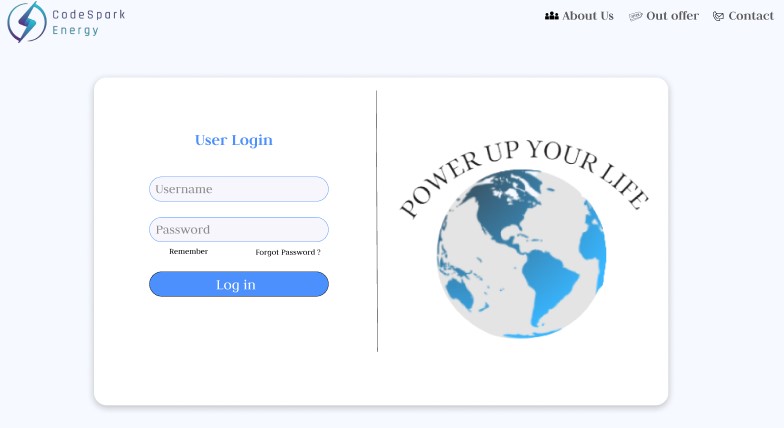 CodeSpark
Energy
About Us
Out offer
Contact
User Login
Username
Password
Remember
Forgot Password ?
Log in
POWER UP YOUR LIFE